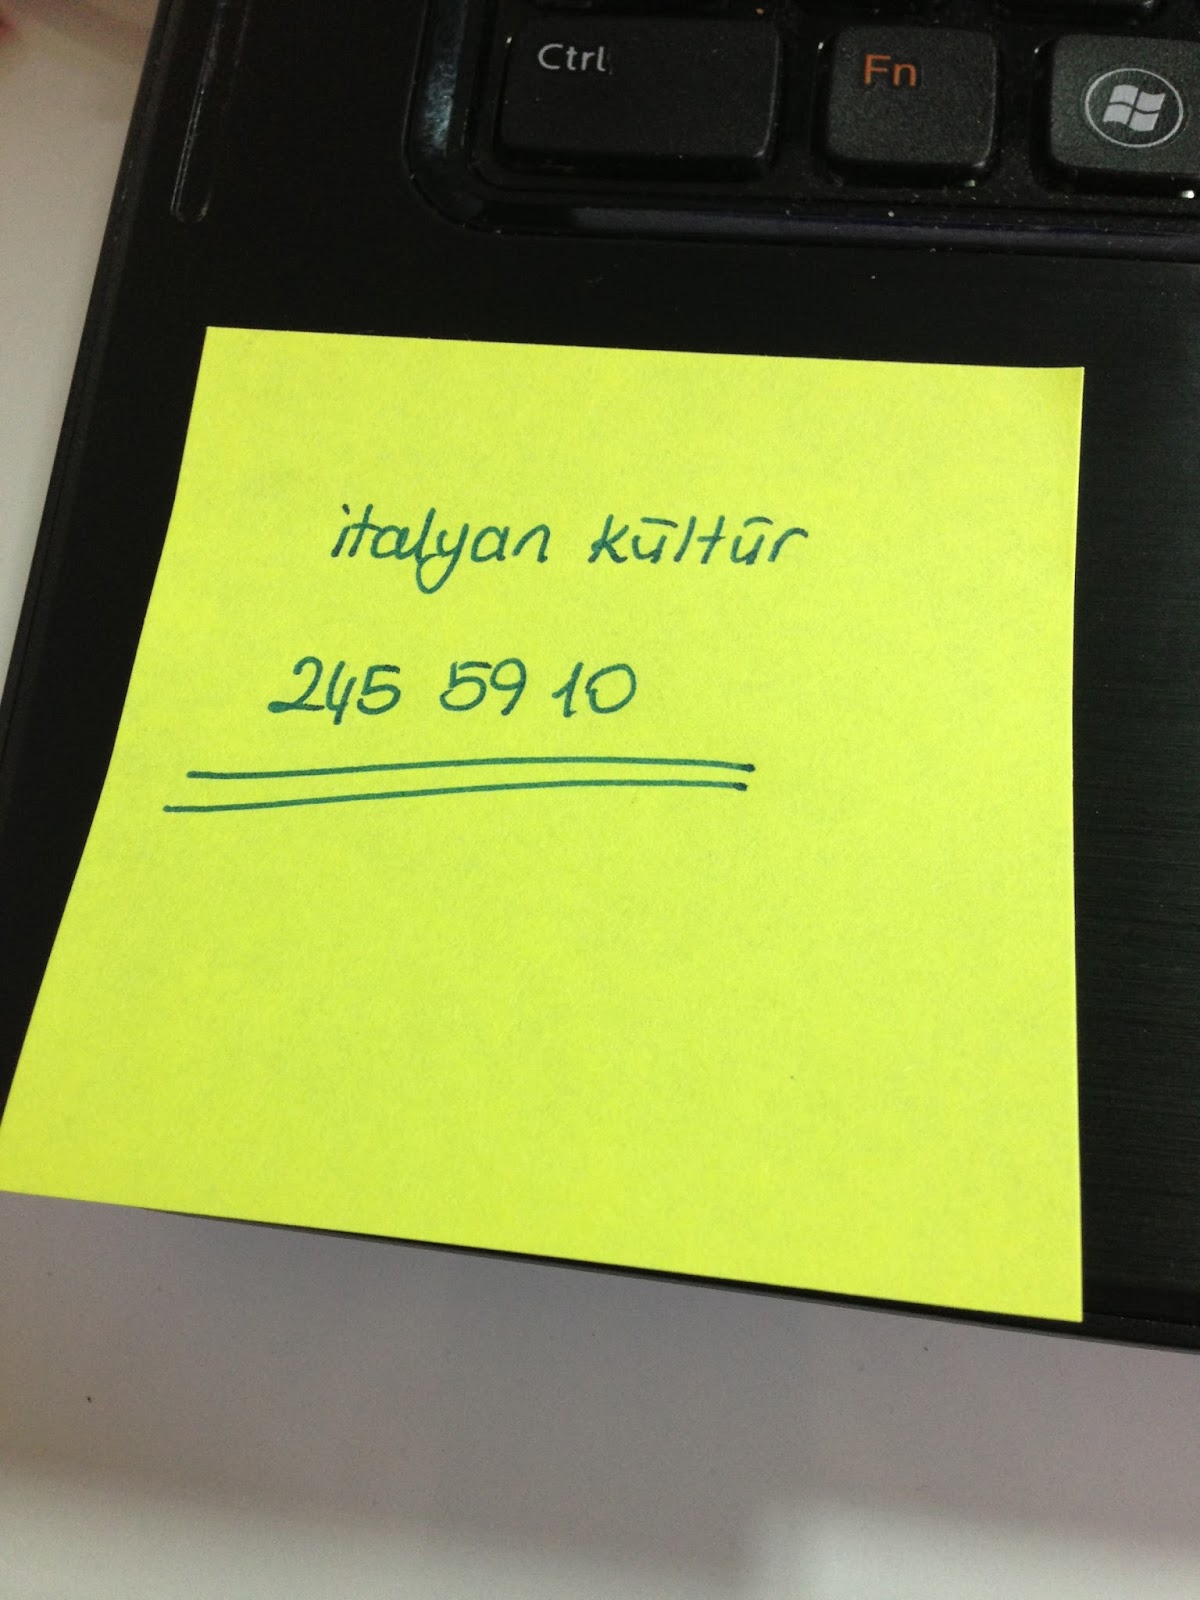 Ctrl
Fn
italyan kültür
245 59 10